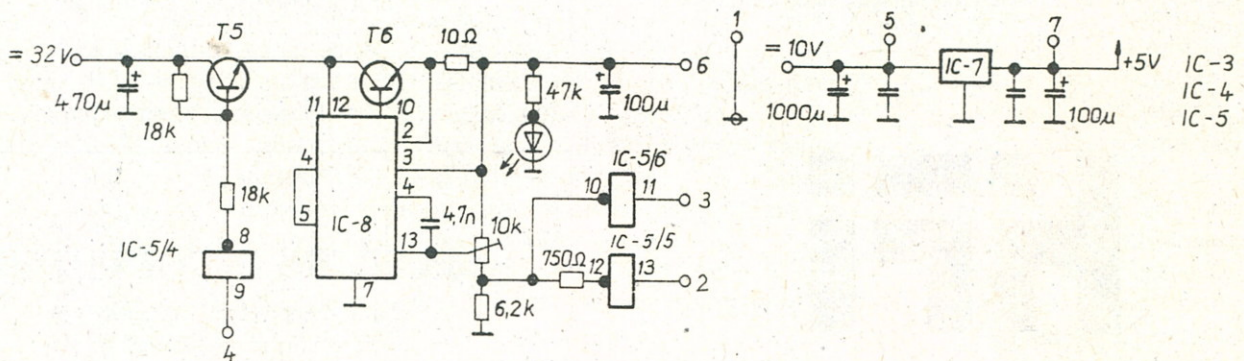 T5 T6 10Ω 1 5 7
= 32V 6 = 10V IC-7 +5V IC-3
470μ 11 12 10 47k 100μ 1000μ 100μ IC-4
18k 2 IC-5
4 3 IC-5/6
18k 4 10 11 3
5 IC-8 4,7n 10k
IC-5/4 8 13 750Ω IC-5/5
9 7 6,2k 12 13 2
4